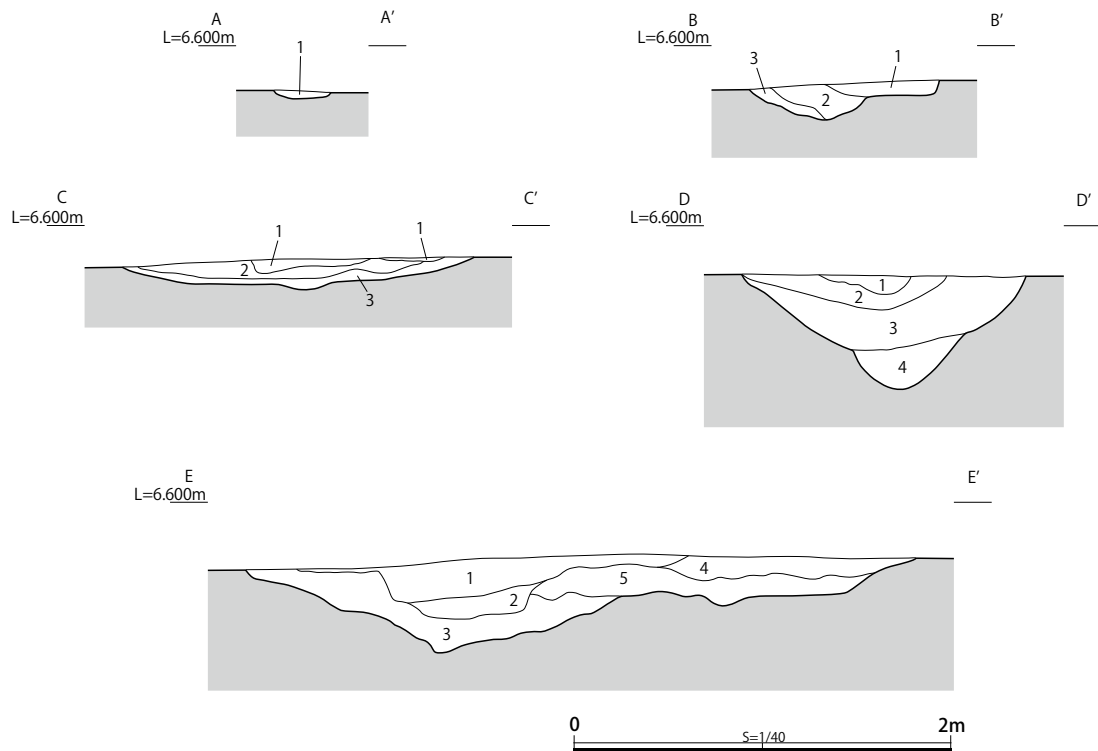 A A’
L=6.600m
1
B B’
L=6.600m
3 1
2
C C’
L=6.600m
1 1
2
3
D D’
L=6.600m
1
2
3
4
E E’
L=6.600m
4
1 5
2
3
0 2m
S=1/40